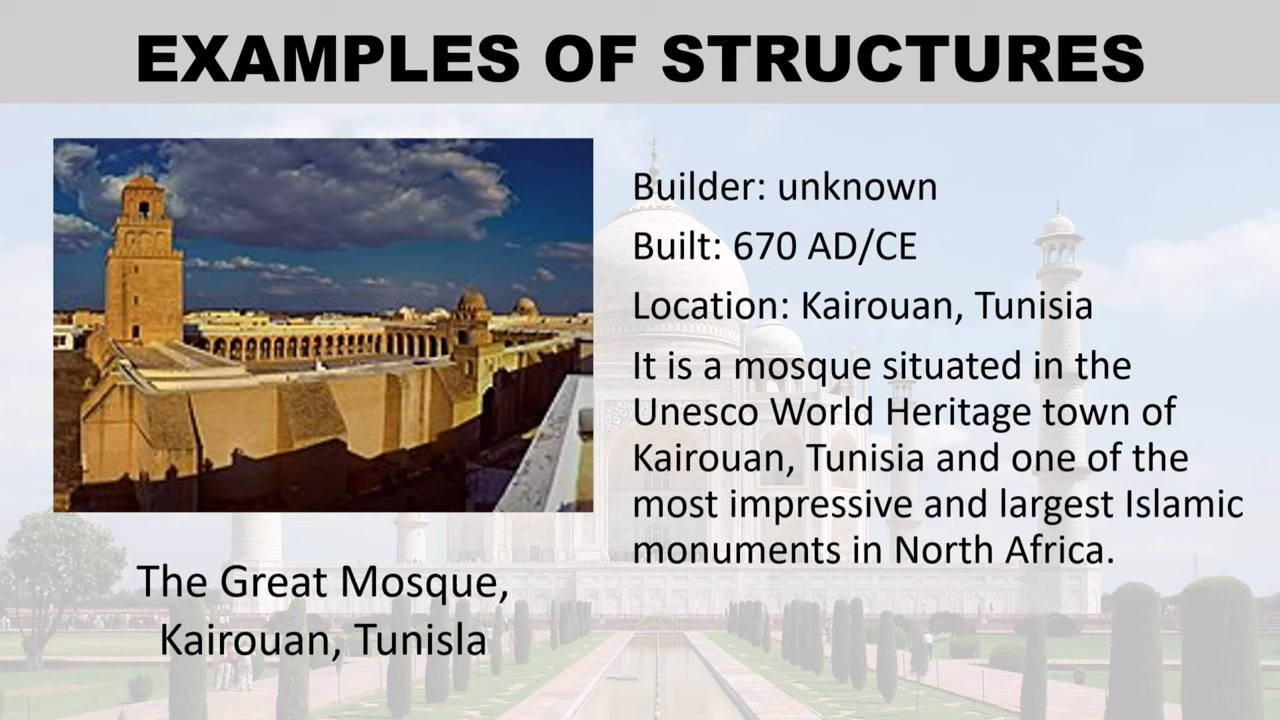 EXAMPLES OF STRUCTURES
Builder: unknown
Built: 670 AD/CE
Location: Kairouan, Tunisia
It is a mosque situated in the
Unesco World Heritage town of
Kairouan, Tunisia and one of the
most impressive and largest Islamic
monuments in North Africa.
The Great Mosque,
Kairouan, Tunisla